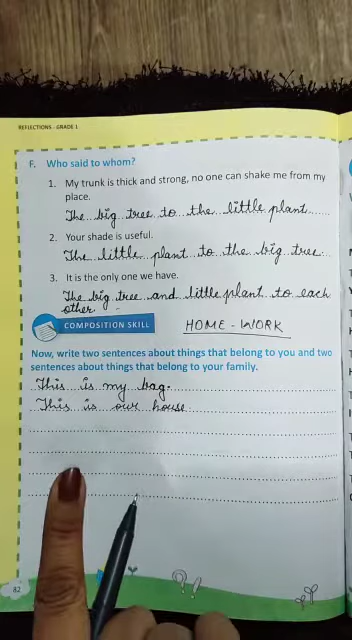 REFLECTIONS - GRADE 1
F. Who said to whom?
1. My trunk is thick and strong, no one can shake me from my
place.
The big tree to the little plant
2. Your shade is useful.
The little plant to the big tree.
3. It is the only one we have.
The big tree and little plant to each
other
COMPOSITION SKILL
HOME-WORK
Now, write two sentences about things that belong to you and two
sentences about things that belong to your family.
This is my bag.
This is our house
82